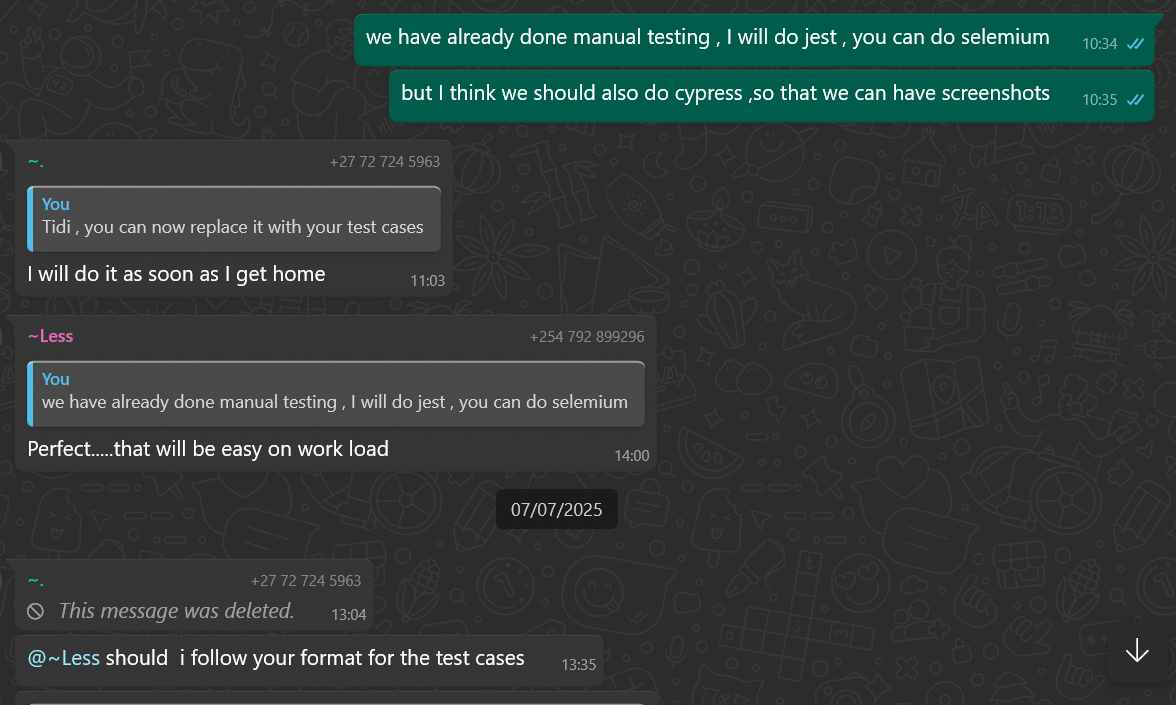 we have already done manual testing , I will do jest , you can do selemium
10:34
but I think we should also do cypress ,so that we can have screenshots
10:35
~.
+27 72 724 5963
You
Tidi , you can now replace it with your test cases
I will do it as soon as I get home
11:03
~Less
+254 792 899296
You
we have already done manual testing , I will do jest , you can do selemium
Perfect.....that will be easy on work load
14:00
07/07/2025
~.
+27 72 724 5963
This message was deleted.
13:04
@~Less should  i follow your format for the test cases
13:35